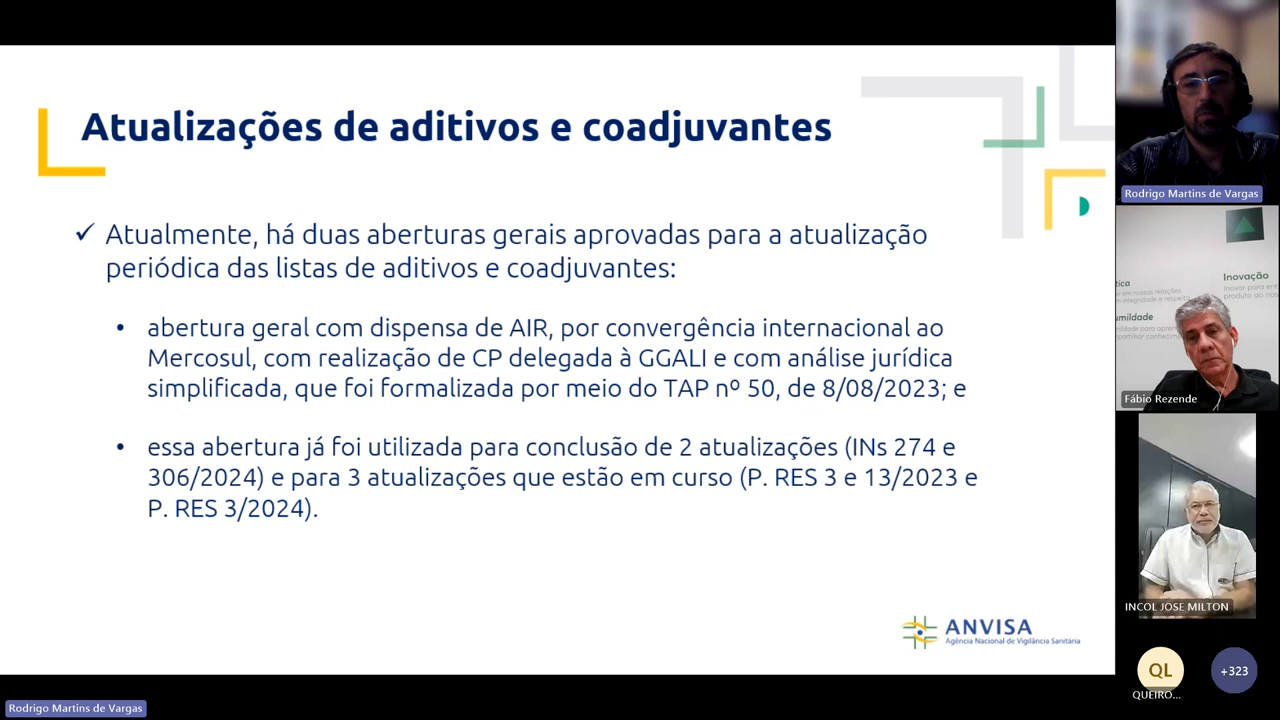 Atualizações de aditivos e coadjuvantes
✓ Atualmente, há duas aberturas gerais aprovadas para a atualização
periódica das listas de aditivos e coadjuvantes:
• abertura geral com dispensa de AIR, por convergência internacional ao
Mercosul, com realização de CP delegada à GGALI e com análise jurídica
simplificada, que foi formalizada por meio do TAP nº 50, de 8/08/2023; e
• essa abertura já foi utilizada para conclusão de 2 atualizações (INs 274 e
306/2024) e para 3 atualizações que estão em curso (P. RES 3 e 13/2023 e
P. RES 3/2024).
ANVISA
Agência Nacional de Vigilância Sanitária
Rodrigo Martins de Vargas
Inovação
Fábio Rezende
INCOL JOSE MILTON
QL
+323
QUEIRO...
Rodrigo Martins de Vargas